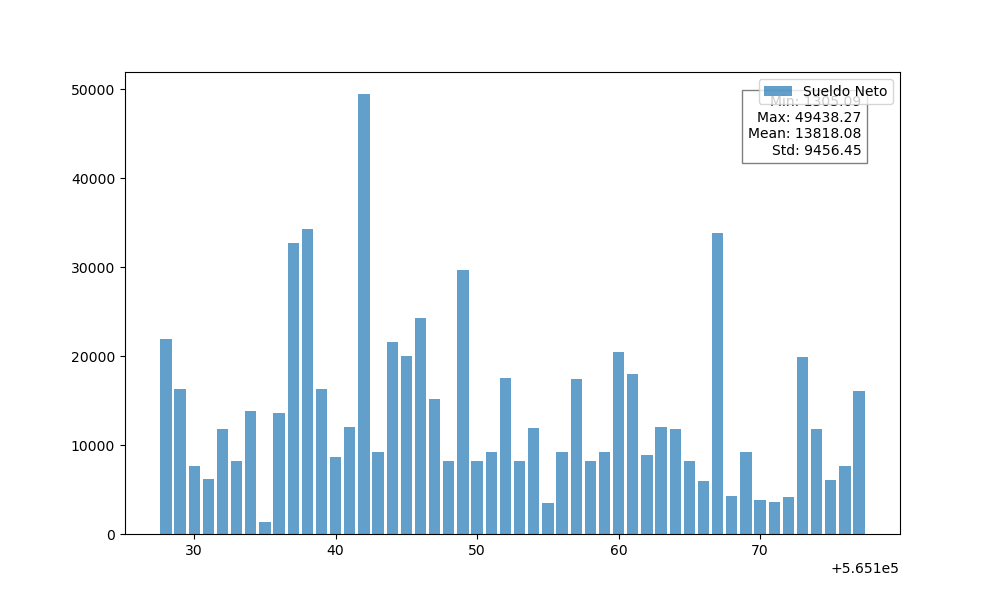 Sueldo Neto
Min: 1305.09
Max: 49438.27
Mean: 13818.08
Std: 9456.45
50000
40000
30000
20000
10000
0
30 40 50 60 70
+5.651e5